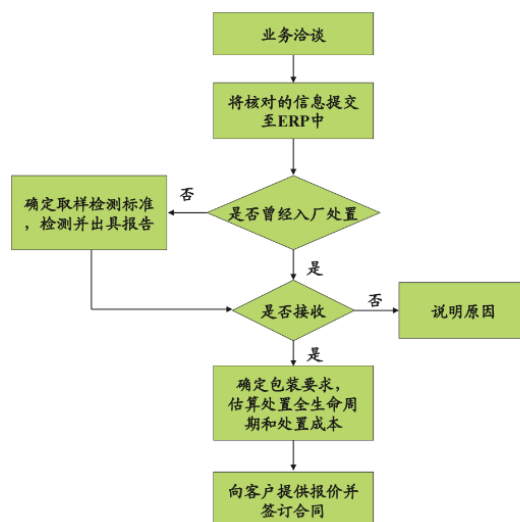 业务洽谈
将核对的信息提交
至ERP中
否
确定取样检测标准
，检测并出具报告
是否曾经入厂处置
是
是否接收
否
说明原因
是
确定包装要求，
估算处置全生命周
期和处置成本
向客户提供报价并
签订合同